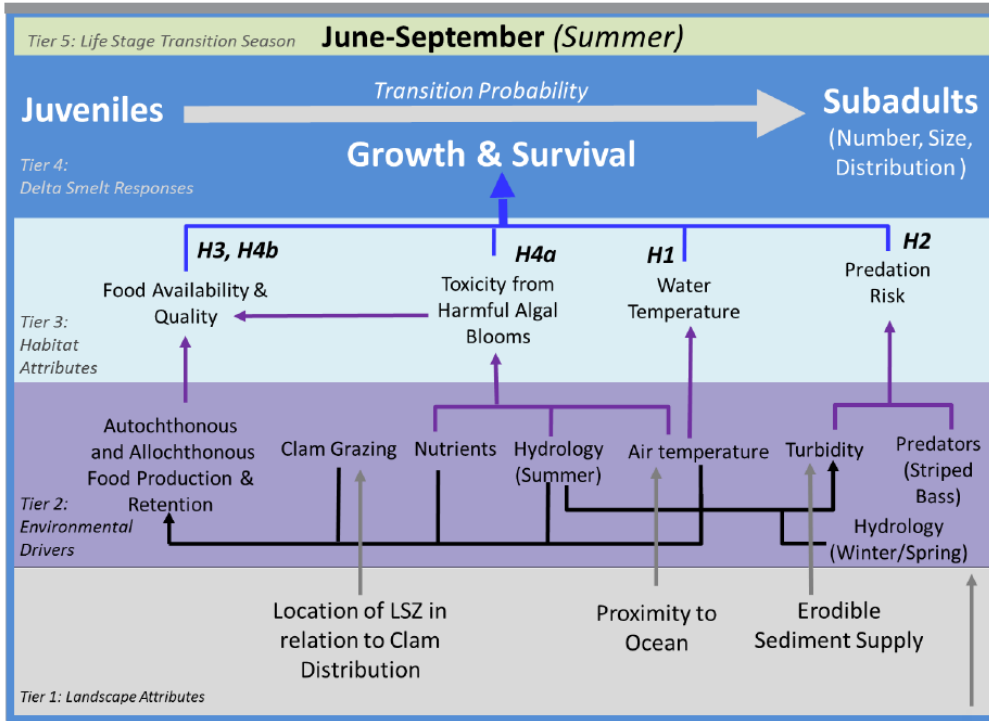 Tier 5: Life Stage Transition Season June-September (Summer)
Transition Probability
Juveniles
Subadults
(Number, Size,
Distribution )
Growth & Survival
Tier 4:
Delta Smelt Responses
H3, H4b
H4a
H1
H2
Food Availability &
Quality
Toxicity from
Harmful Algal
Blooms
Water
Temperature
Predation
Risk
Tier 3:
Habitat
Attributes
Autochthonous
and Allochthonous
Food Production &
Retention
Clam Grazing
Nutrients
Hydrology
(Summer)
Air temperature
Turbidity
Predators
(Striped
Bass)
Tier 2:
Environmental
Drivers
Hydrology
(Winter/Spring)
Location of LSZ in
relation to Clam
Distribution
Proximity to
Ocean
Erodible
Sediment Supply
Tier 1: Landscape Attributes